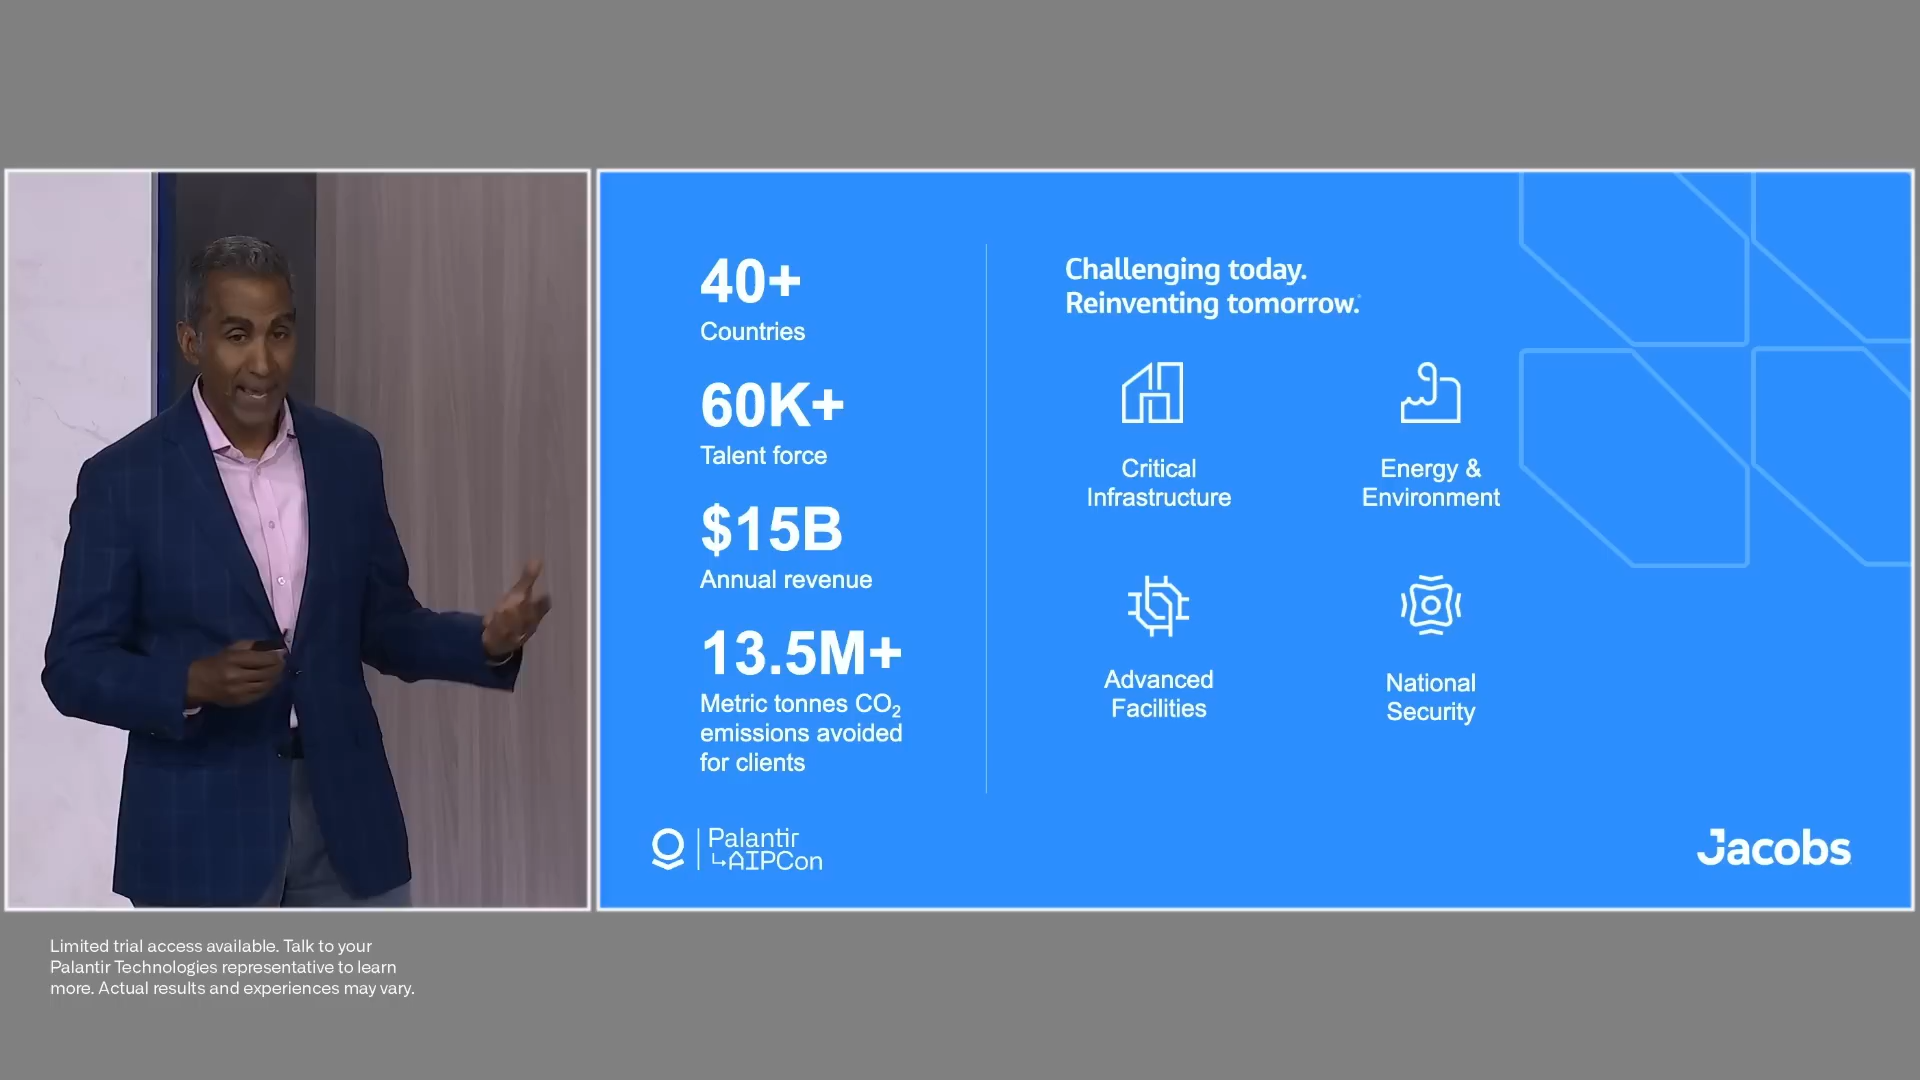 40+
Countries
60K+
Talent force
$15B
Annual revenue
13.5M+
Metric tonnes CO₂
emissions avoided
for clients
Challenging today.
Reinventing tomorrow.
Critical
Infrastructure
Energy &
Environment
Advanced
Facilities
National
Security
Palantir
↳AIPCon
Jacobs
Limited trial access available. Talk to your
Palantir Technologies representative to learn
more. Actual results and experiences may vary.